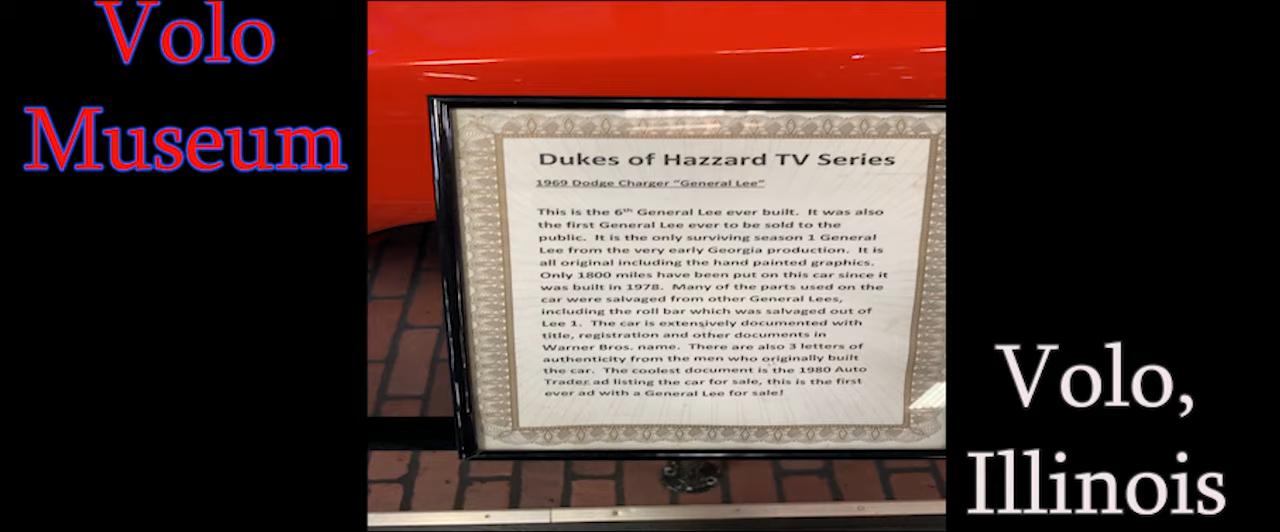 Volo
Museum
Dukes of Hazzard TV Series
1969 Dodge Charger "General Lee"
This is the 6th General Lee ever built. It was also
the first General Lee ever to be sold to the
public. It is the only surviving season 1 General
Lee from the very early Georgia production. It is
all original including the hand painted graphics.
Only 1800 miles have been put on this car since it
was built in 1978. Many of the parts used on the
car were salvaged from other General Lees,
including the roll bar which was salvaged out of
Lee 1. The car is extensively documented with
title, registration and other documents in
Warner Bros. name. There are also 3 letters of
authenticity from the men who originally built
the car. The coolest document is the 1980 Auto
Trader ad listing the car for sale, this is the first
ever ad with a General Lee for sale!
Volo,
Illinois